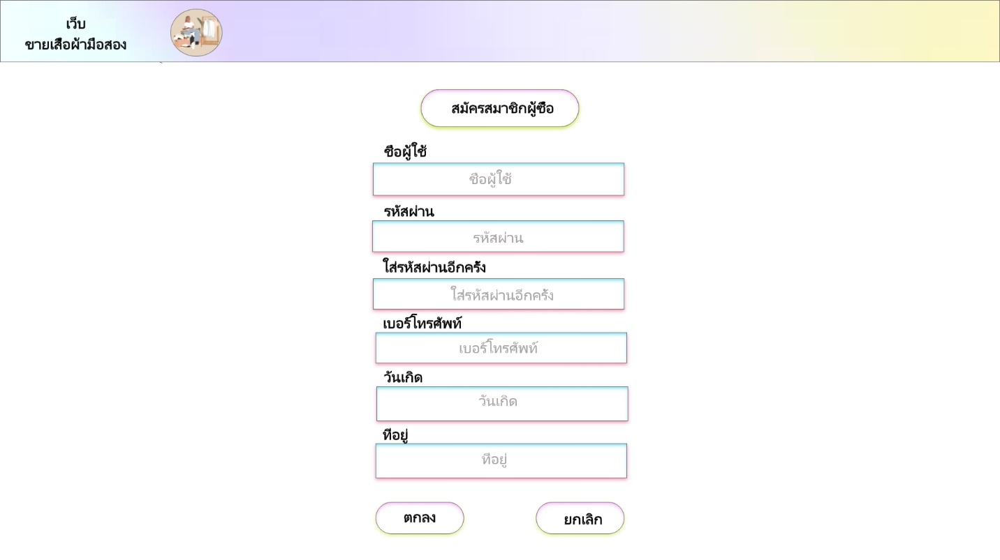 เว็บ
ขายเสื้อผ้ามือสอง
สมัครสมาชิกผู้ซื้อ
ชื่อผู้ใช้
ชื่อผู้ใช้
รหัสผ่าน
รหัสผ่าน
ใส่รหัสผ่านอีกครั้ง
ใส่รหัสผ่านอีกครั้ง
เบอร์โทรศัพท์
เบอร์โทรศัพท์
วันเกิด
วันเกิด
ที่อยู่
ที่อยู่
ตกลง
ยกเลิก